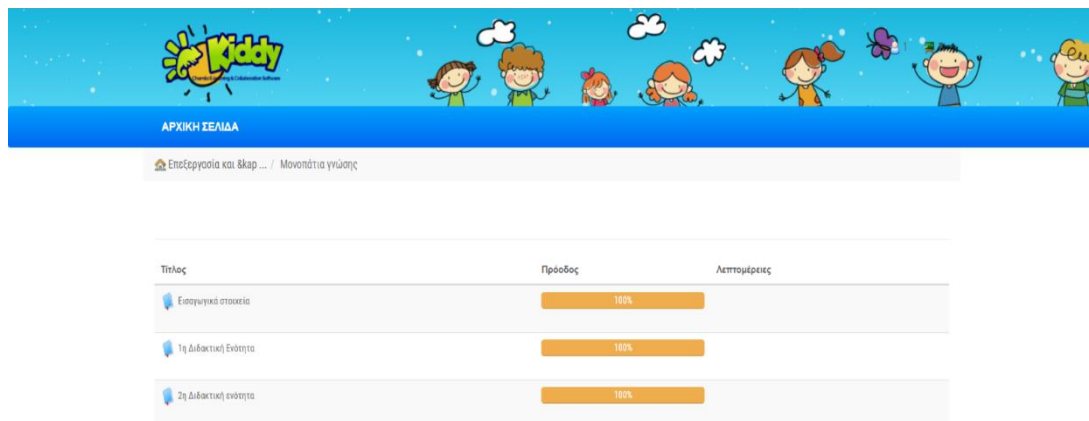 Kiddy
ΑΡΧΙΚΗ ΣΕΛΙΔΑ
Επεξεργασία και &kap ... / Μονοπάτια γνώσης
Τίτλος Πρόοδος Λεπτομέρειες
Εισαγωγικά στοιχεία 100%
1η Διδακτική Ενότητα 100%
2η Διδακτική ενότητα 100%